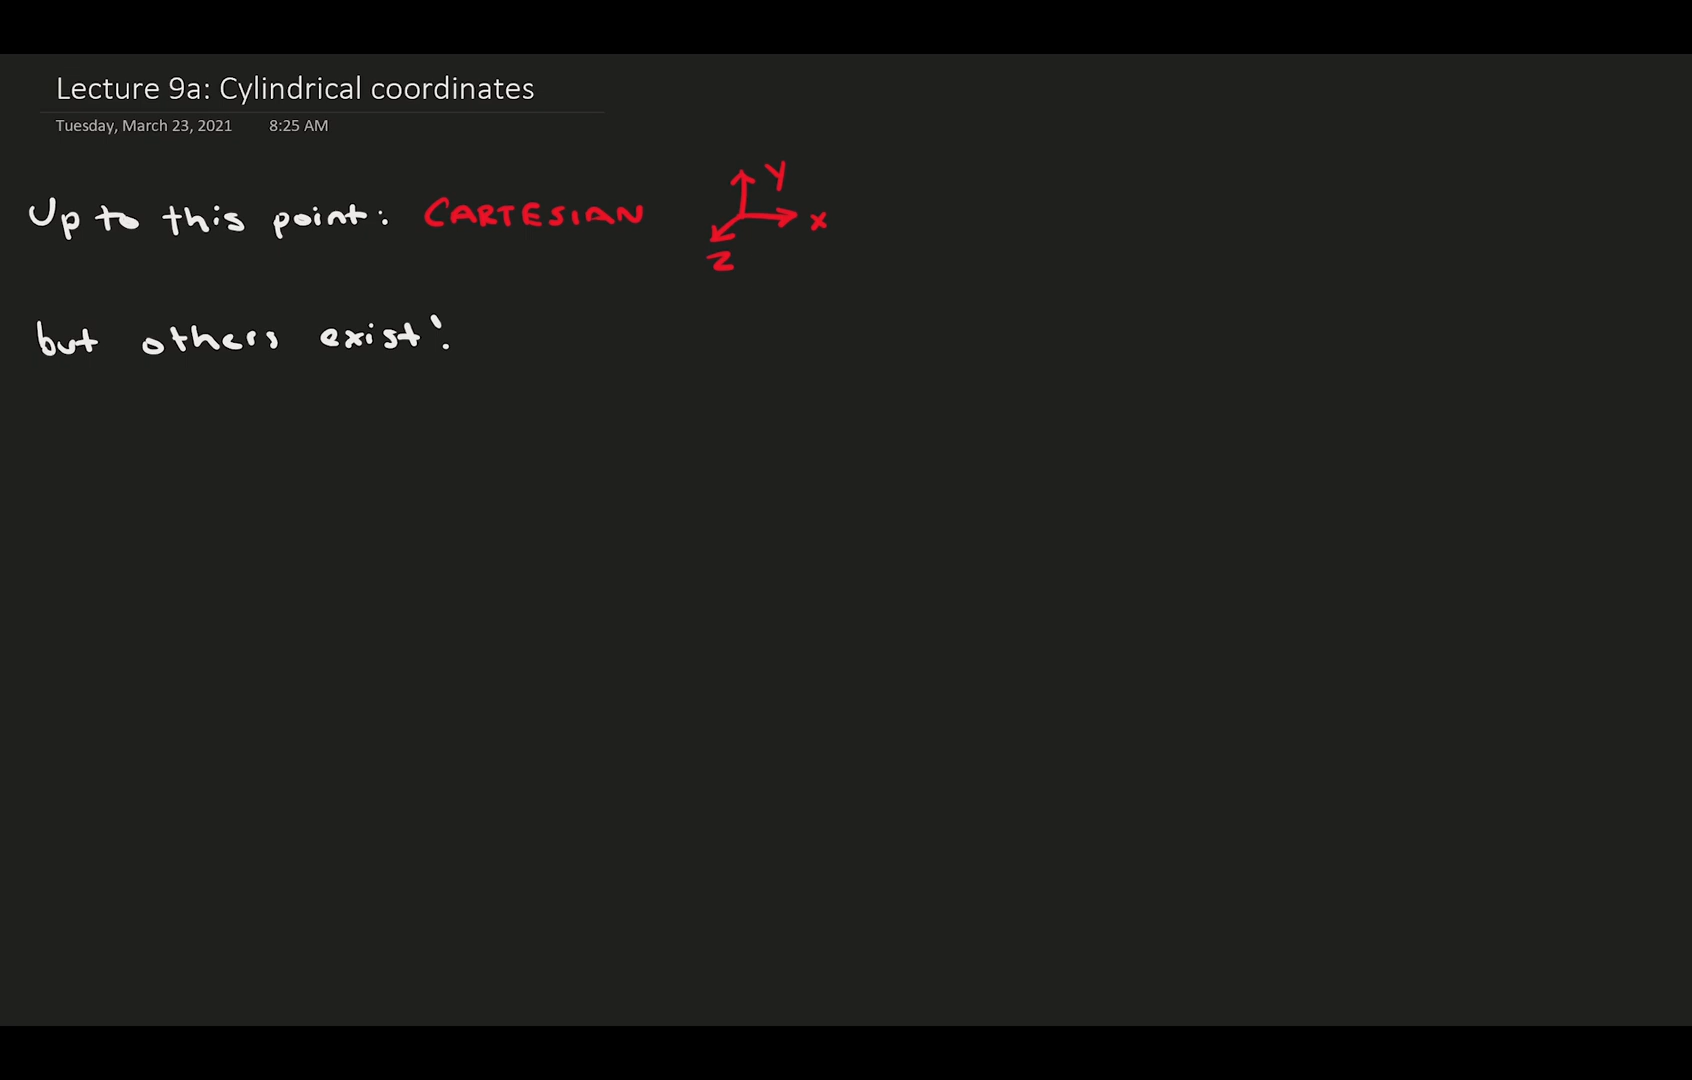 Lecture 9a: Cylindrical coordinates
Tuesday, March 23, 2021 8:25 AM
Up to this point: CARTESIAN
Y
X
Z
but others exist!